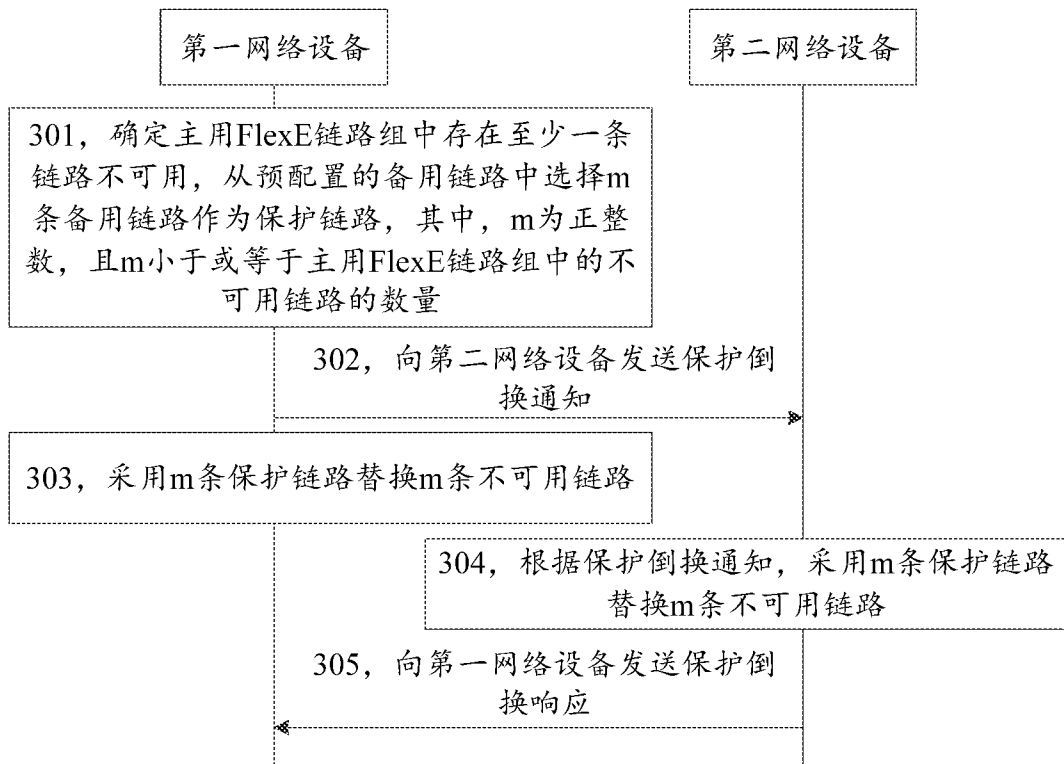 第一网络设备
第二网络设备
301，确定主用FlexE链路组中存在至少一条
链路不可用，从预配置的备用链路中选择m
条备用链路作为保护链路，其中，m为正整
数，且m小于或等于主用FlexE链路组中的不
可用链路的数量
302，向第二网络设备发送保护倒
换通知
303，采用m条保护链路替换m条不可用链路
304，根据保护倒换通知，采用m条保护链路
替换m条不可用链路
305，向第一网络设备发送保护倒
换响应